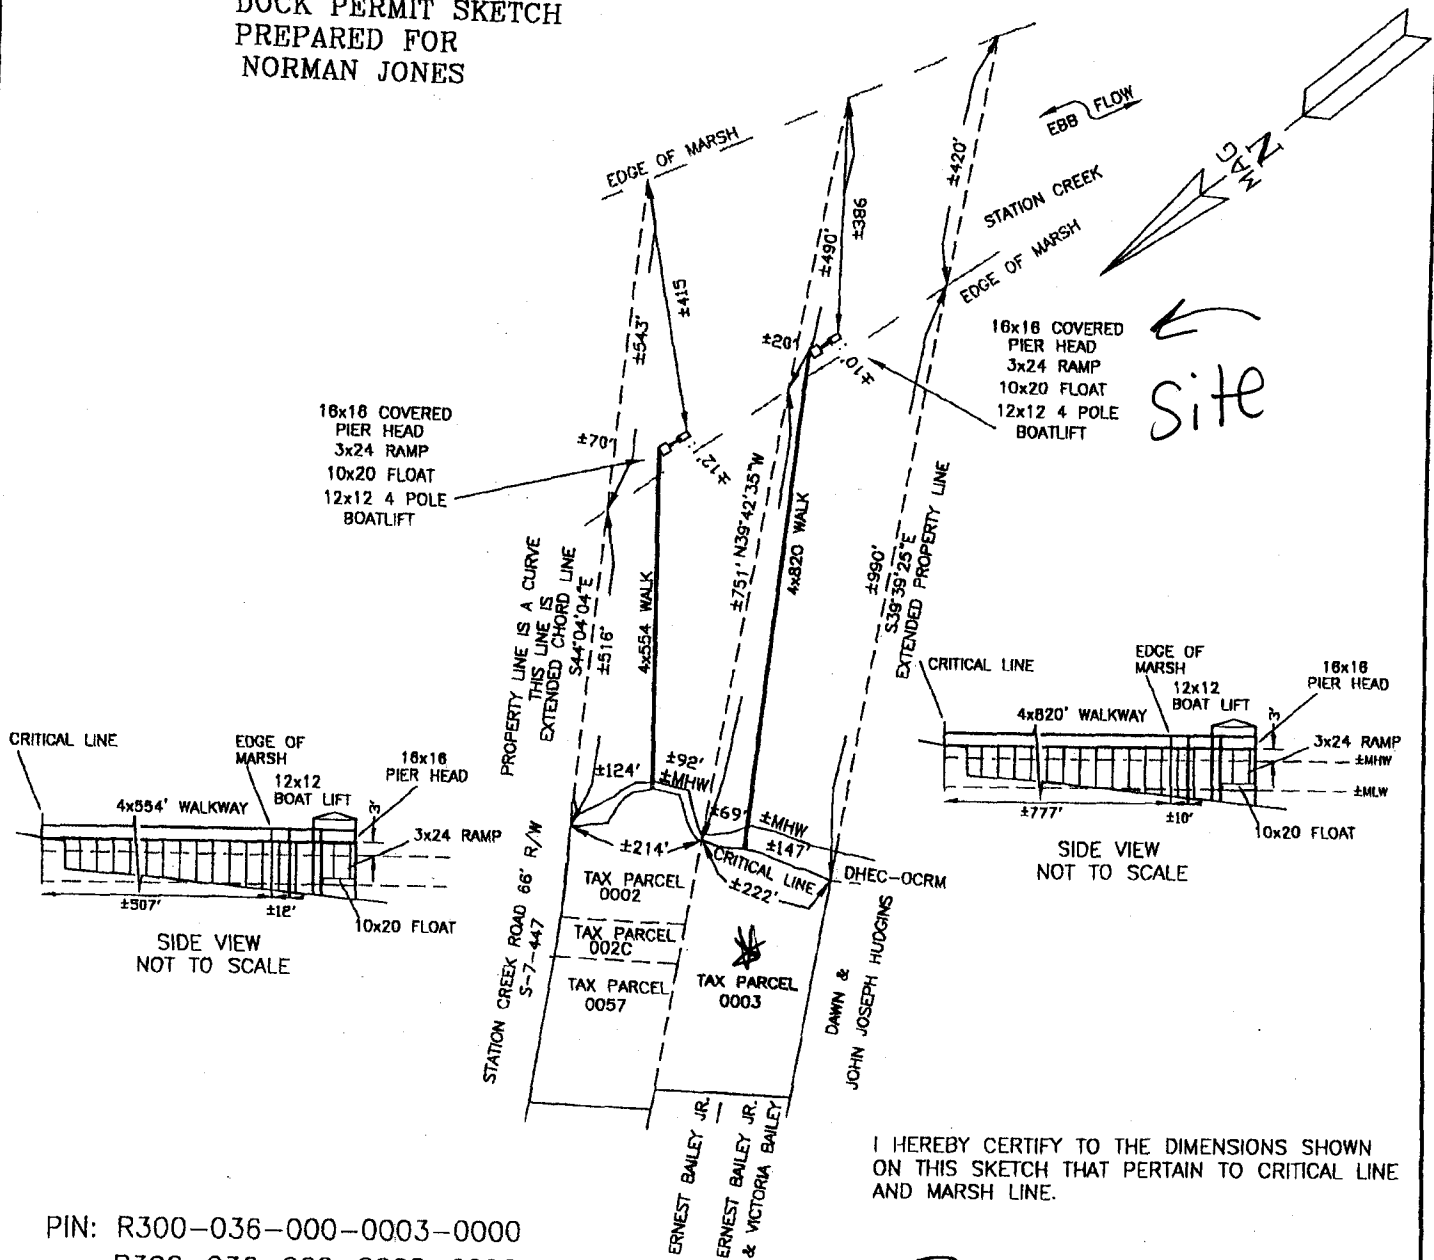 DOCK PERMIT SKETCH
PREPARED FOR
NORMAN JONES
EDGE OF MARSH
EBB FLOW
MAG
N
STATION CREEK
EDGE OF MARSH
±420'
±386
±490'
±415
±543'
16x16 COVERED
PIER HEAD
3x24 RAMP
10x20 FLOAT
12x12 4 POLE
BOATLIFT
site
±20'
±10'
16x16 COVERED
PIER HEAD
3x24 RAMP
10x20 FLOAT
12x12 4 POLE
BOATLIFT
±70'
±12'
PROPERTY LINE IS A CURVE
THIS LINE IS
EXTENDED CHORD LINE
S44°04'04"E
±516'
4x554 WALK
±751' N39°42'35"W
4x820 WALK
±990'
S39°39'25"E
EXTENDED PROPERTY LINE
CRITICAL LINE
EDGE OF
MARSH
12x12
BOAT LIFT
16x16
PIER HEAD
4x820' WALKWAY
3'
3x24 RAMP
±MHW
±MLW
±777'
±10'
10x20 FLOAT
SIDE VIEW
NOT TO SCALE
CRITICAL LINE
EDGE OF
MARSH
12x12
BOAT LIFT
16x16
PIER HEAD
4x554' WALKWAY
3'
3x24 RAMP
±507'
±12'
10x20 FLOAT
SIDE VIEW
NOT TO SCALE
±124'
±92'
±MHW
±69'
±MHW
±147'
±214'
CRITICAL LINE
±222'
DHEC-OCRM
TAX PARCEL
0002
TAX PARCEL
002C
TAX PARCEL
0057
TAX PARCEL
0003
STATION CREEK ROAD 66' R/W
S-7-447
DAWN &
JOHN JOSEPH HUDGINS
ERNEST BAILEY JR.
ERNEST BAILEY JR.
& VICTORIA BAILEY
I HEREBY CERTIFY TO THE DIMENSIONS SHOWN
ON THIS SKETCH THAT PERTAIN TO CRITICAL LINE
AND MARSH LINE.
PIN: R300-036-000-0003-0000